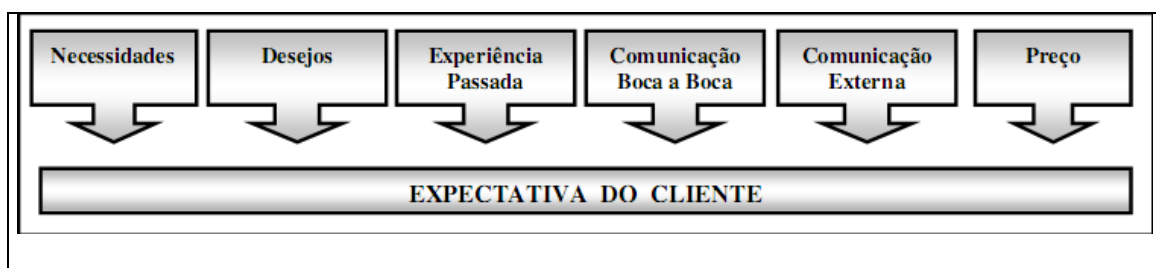 Necessidades
Desejos
Experiência
Passada
Comunicação
Boca a Boca
Comunicação
Externa
Preço
EXPECTATIVA DO CLIENTE